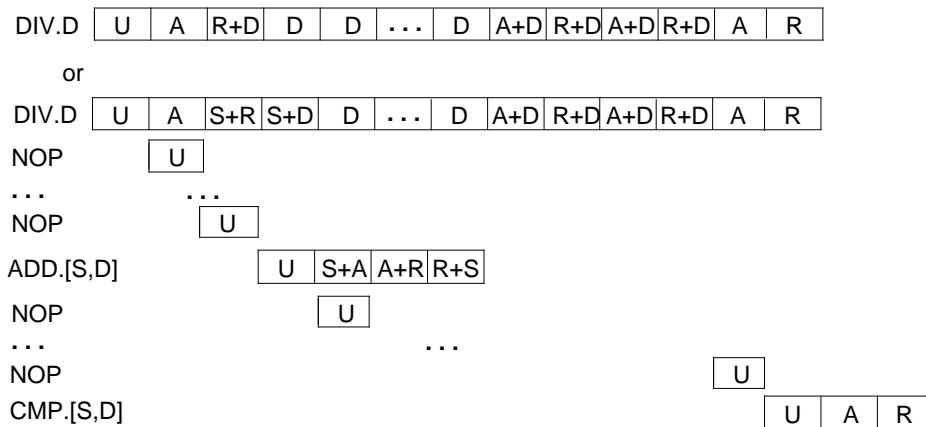 DIV.D U A R+D D D ... D A+D R+D A+D R+D A R
or
DIV.D U A S+R S+D D ... D A+D R+D A+D R+D A R
NOP U
... ...
NOP U
ADD.[S,D] U S+A A+R R+S
NOP U
... ...
NOP U
CMP.[S,D] U A R